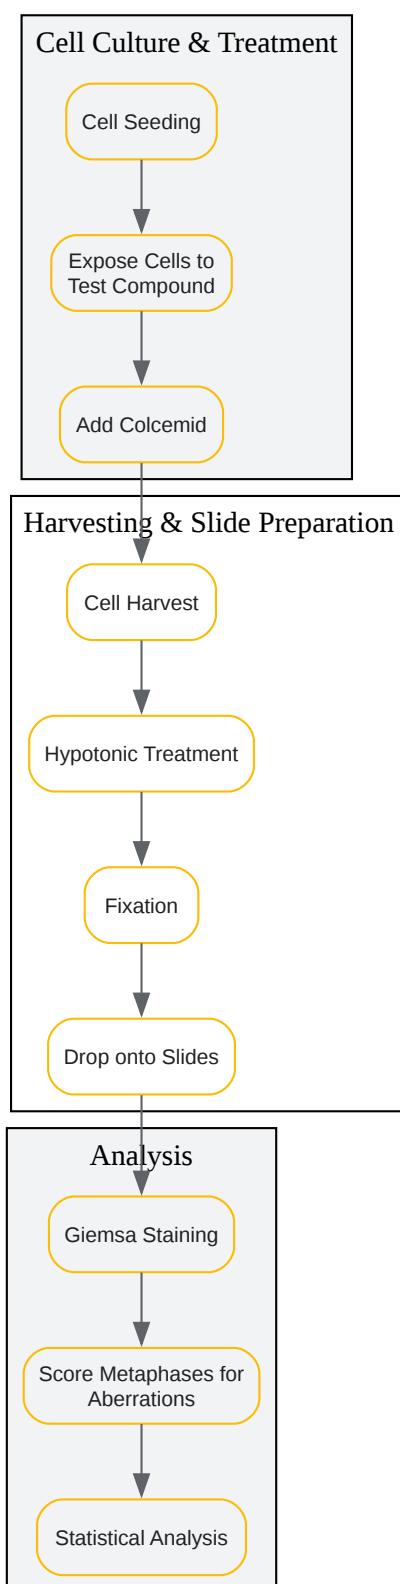 Cell Culture & Treatment
Cell Seeding
Expose Cells to
Test Compound
Add Colcemid
Harvesting & Slide Preparation
Cell Harvest
Hypotonic Treatment
Fixation
Drop onto Slides
Analysis
Giemsa Staining
Score Metaphases for
Aberrations
Statistical Analysis